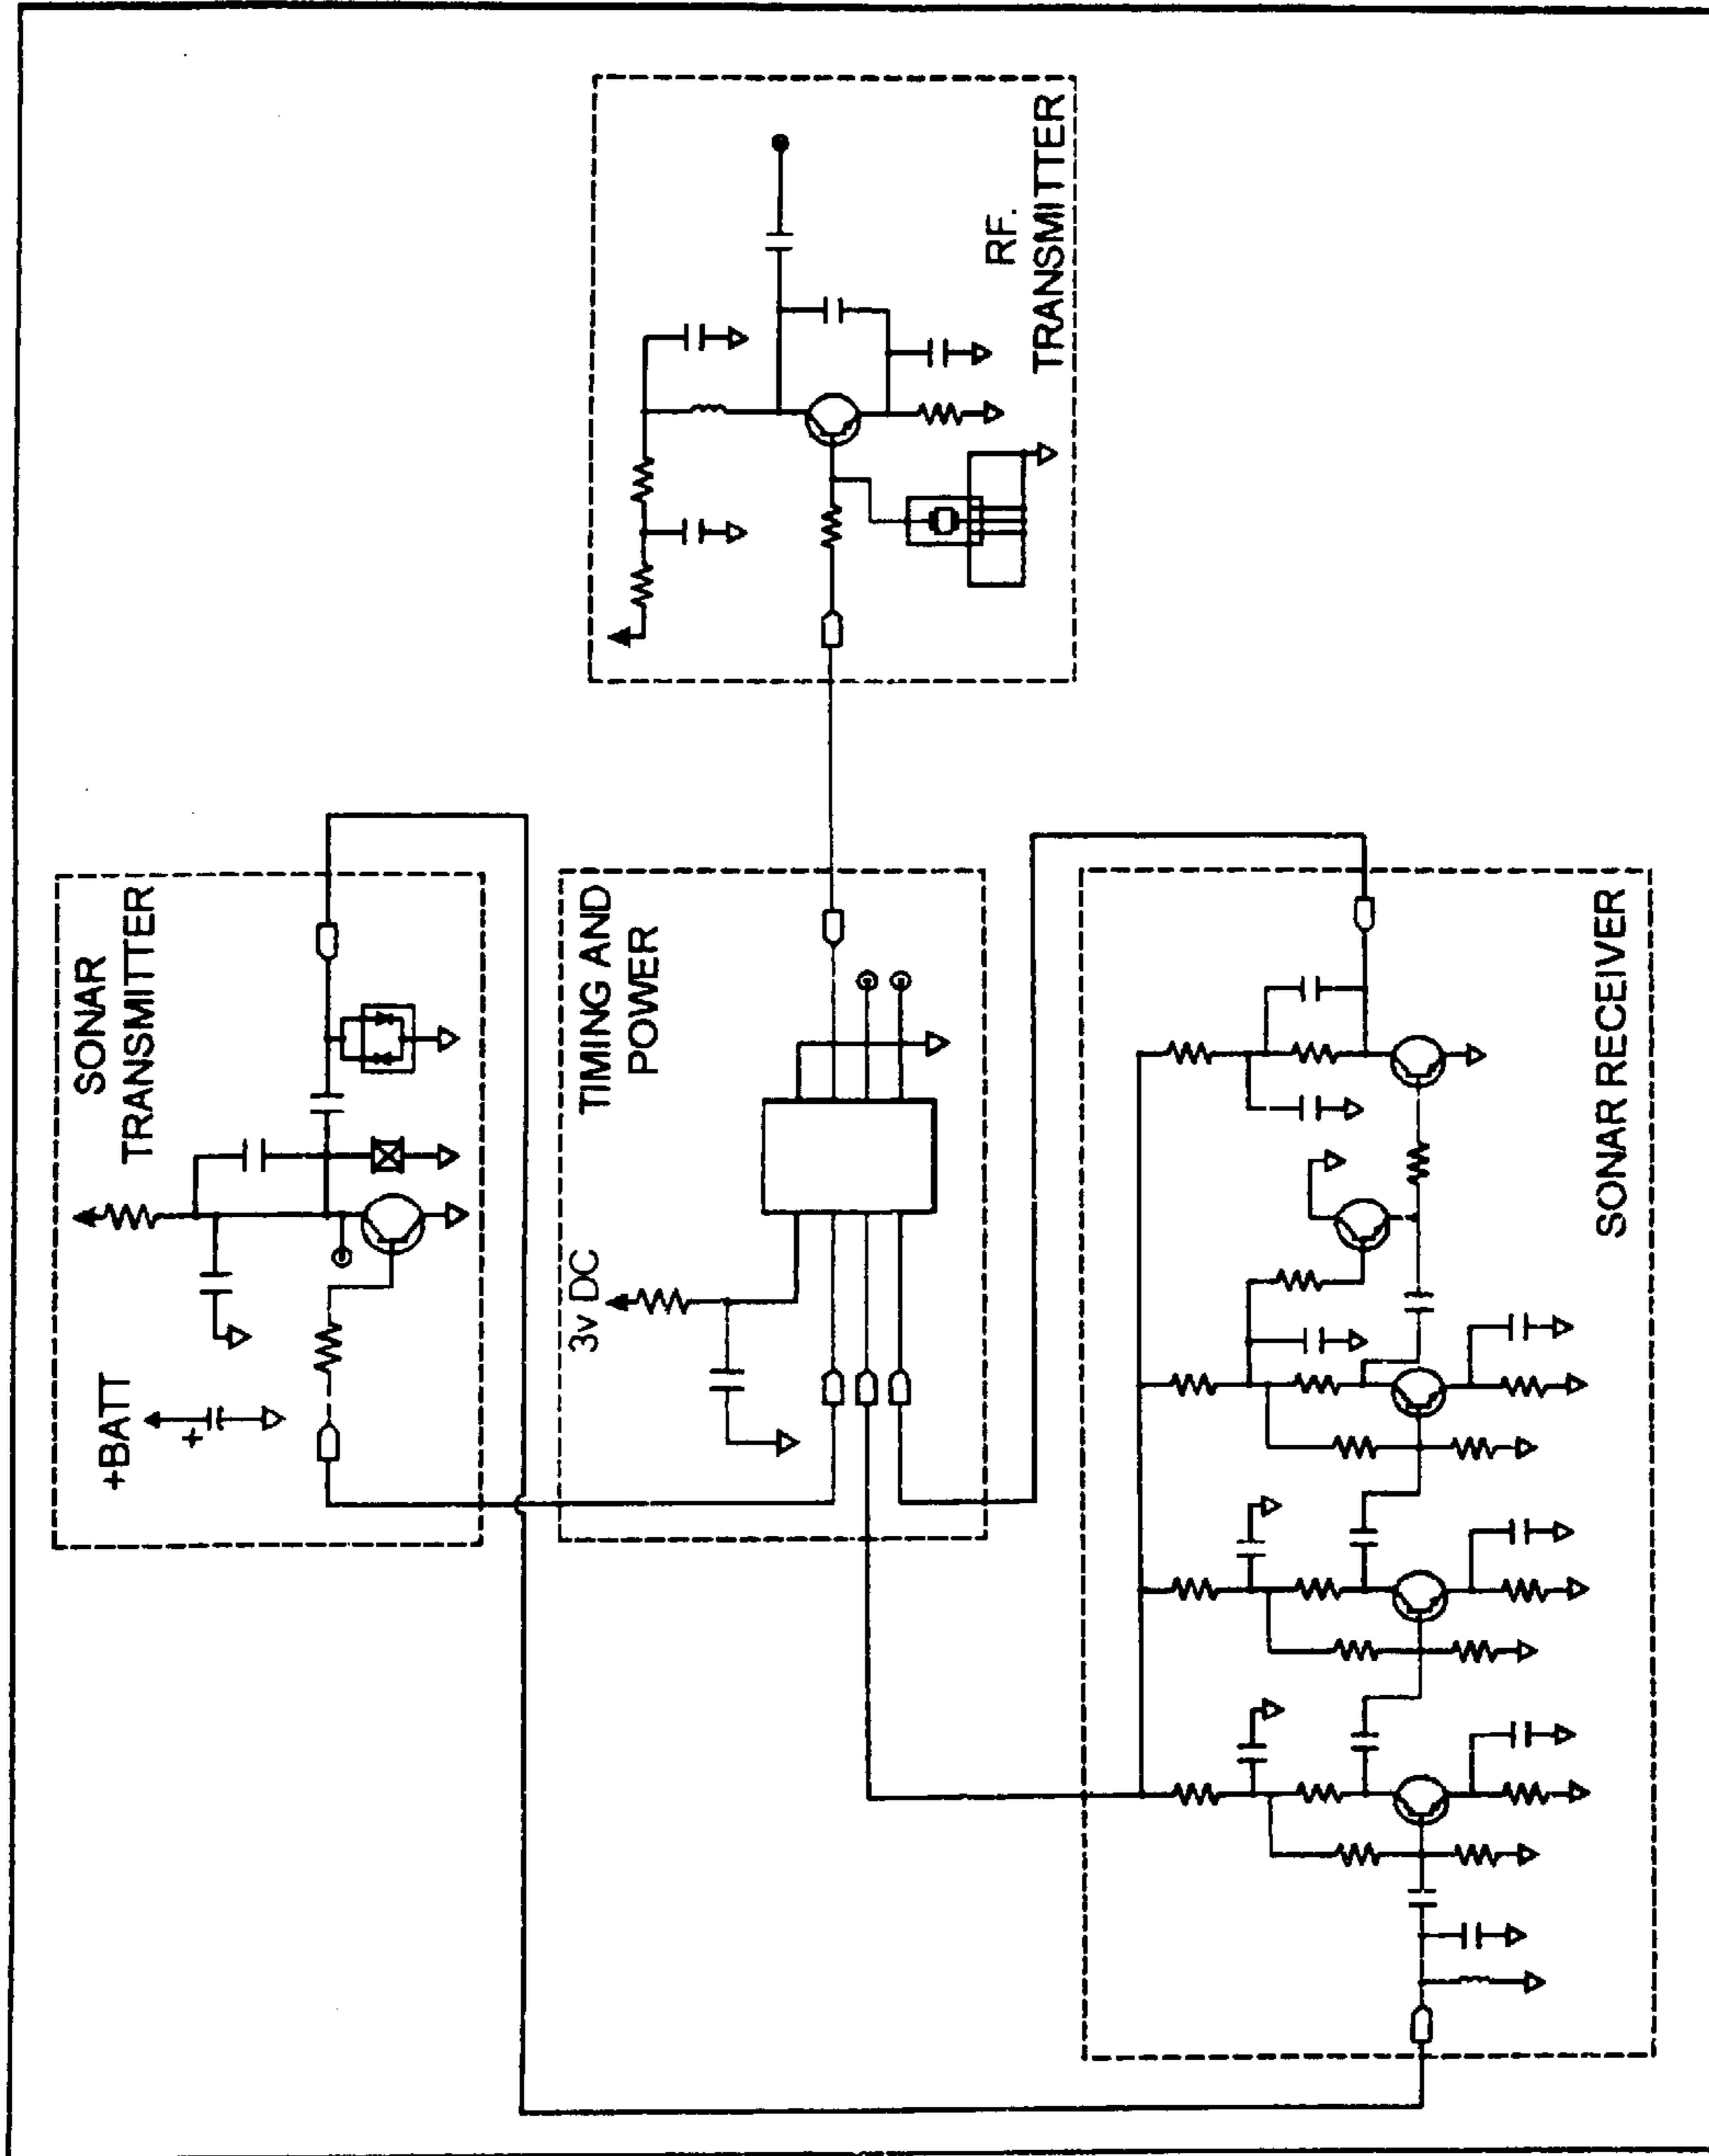 SONAR
TRANSMITTER
+BATT
+
TIMING AND
POWER
3v DC
RF.
TRANSMITTER
SONAR RECEIVER